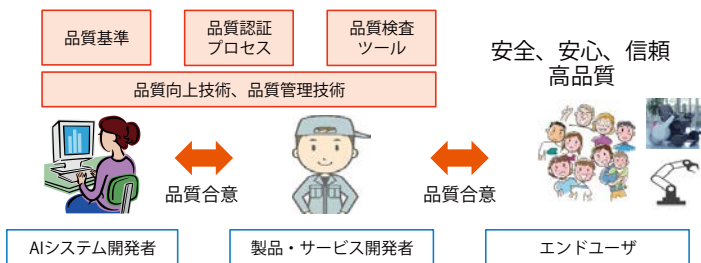 品質基準
品質認証
プロセス
品質検査
ツール
品質向上技術、品質管理技術
安全、安心、信頼
高品質
品質合意
品質合意
AIシステム開発者
製品・サービス開発者
エンドユーザ